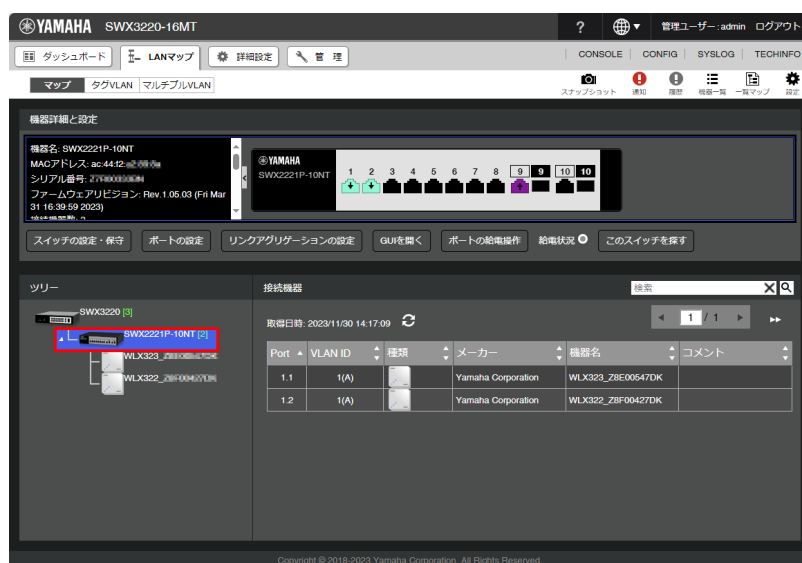 YAMAHA SWX3220-16MT
? 管理ユーザー:admin ログアウト
ダッシュボード LANマップ 詳細設定 管 理
CONSOLE CONFIG SYSLOG TECHINFO
マップ タグVLAN マルチプルVLAN
スナップショット 通知 履歴 機器一覧 一覧マップ 設定
機器詳細と設定
機器名: SWX2221P-10NT
MACアドレス: ac:44:f2:
シリアル番号:
ファームウェアリビジョン: Rev.1.05.03 (Fri Mar
31 16:39:59 2023)
接続機器数: 2
YAMAHA
SWX2221P-10NT
1 2 3 4 5 6 7 8 9 9 10 10
スイッチの設定・保守 ポートの設定 リンクアグリゲーションの設定 GUIを開く ポートの給電操作 給電状況 このスイッチを探す
ツリー
SWX3220 [3]
SWX2221P-10NT [2]
WLX323_
WLX322_
接続機器
検索
取得日時: 2023/11/30 14:17:09
1 / 1
Port VLAN ID 種類 メーカー 機器名 コメント
1.1 1(A) Yamaha Corporation WLX323_Z8E00547DK
1.2 1(A) Yamaha Corporation WLX322_Z8F00427DK
Copyright © 2018-2023 Yamaha Corporation. All Rights Reserved.